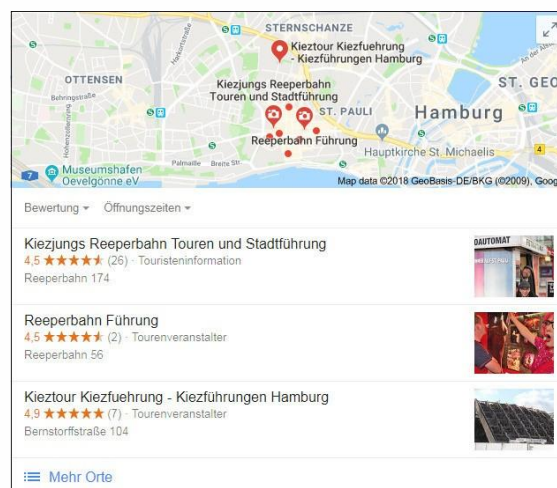 STERNSCHANZE
Kieztour Kiezfuehrung
- Kiezführungen Hamburg
OTTENSEN
Behringstraße
Kiezjungs Reeperbahn
Touren und Stadtführung
ST. PAULI
Hamburg
ST. GEO
Reeperbahn Führung
Hauptkirche St. Michaelis
Palmaille
Breite Str.
4
7
Museumshafen
Oevelgönne eV
Map data ©2018 GeoBasis-DE/BKG (©2009), Goog
Bewertung
Öffnungszeiten
Kiezjungs Reeperbahn Touren und Stadtführung
4,5 ★★★★★ (26) · Touristeninformation
Reeperbahn 174
OAUTOMAT
Reeperbahn Führung
4,5 ★★★★★ (2) · Tourenveranstalter
Reeperbahn 56
Kieztour Kiezfuehrung - Kiezführungen Hamburg
4,9 ★★★★★ (7) · Tourenveranstalter
Bernstorffstraße 104
Mehr Orte